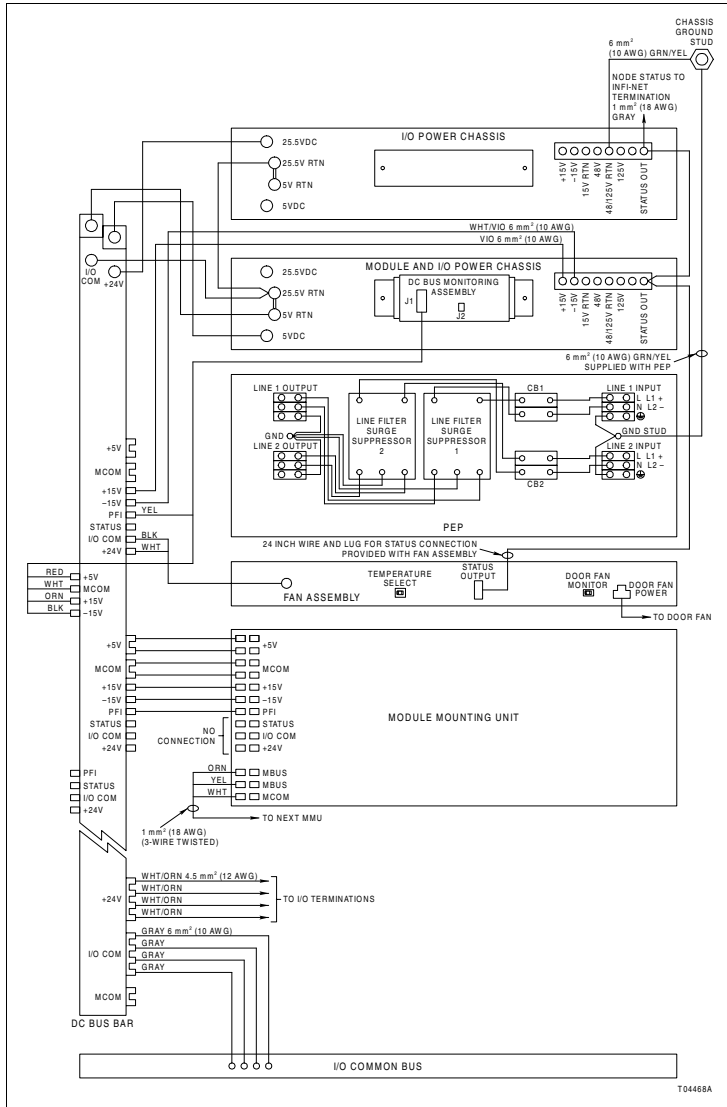 CHASSIS
GROUND
STUD
6 mm²
(10 AWG) GRN/YEL
NODE STATUS TO
INFI-NET
TERMINATION
1 mm² (18 AWG)
GRAY
I/O POWER CHASSIS
25.5VDC
25.5V RTN
5V RTN
5VDC
+15V
−15V
15V RTN
48V
48/125V RTN
125V
STATUS OUT
WHT/VIO 6 mm² (10 AWG)
VIO 6 mm² (10 AWG)
I/O
COM
+24V
MODULE AND I/O POWER CHASSIS
25.5VDC
25.5V RTN
5V RTN
5VDC
DC BUS MONITORING
ASSEMBLY
J1
J2
+15V
−15V
15V RTN
48V
48/125V RTN
125V
STATUS OUT
6 mm² (10 AWG) GRN/YEL
SUPPLIED WITH PEP
LINE 1 OUTPUT
GND
LINE 2 OUTPUT
LINE FILTER
SURGE
SUPPRESSOR
2
LINE FILTER
SURGE
SUPPRESSOR
1
CB1
CB2
LINE 1 INPUT
L L1 +
N L2 −
GND STUD
LINE 2 INPUT
L L1 +
N L2 −
PEP
+5V
MCOM
+15V
−15V
PFI
YEL
STATUS
I/O COM
BLK
+24V
WHT
24 INCH WIRE AND LUG FOR STATUS CONNECTION
PROVIDED WITH FAN ASSEMBLY
RED
+5V
WHT
MCOM
ORN
+15V
BLK
−15V
FAN ASSEMBLY
TEMPERATURE
SELECT
STATUS
OUTPUT
DOOR FAN
MONITOR
DOOR FAN
POWER
TO DOOR FAN
+5V
MCOM
+15V
−15V
PFI
STATUS
I/O COM
+24V
NO
CONNECTION
+5V
MCOM
+15V
−15V
PFI
STATUS
I/O COM
+24V
MODULE MOUNTING UNIT
PFI
STATUS
I/O COM
+24V
ORN
MBUS
YEL
MBUS
WHT
MCOM
TO NEXT MMU
1 mm² (18 AWG)
(3-WIRE TWISTED)
WHT/ORN 4.5 mm² (12 AWG)
WHT/ORN
WHT/ORN
WHT/ORN
+24V
TO I/O TERMINATIONS
GRAY 6 mm² (10 AWG)
GRAY
GRAY
GRAY
I/O COM
MCOM
DC BUS BAR
I/O COMMON BUS
T04468A